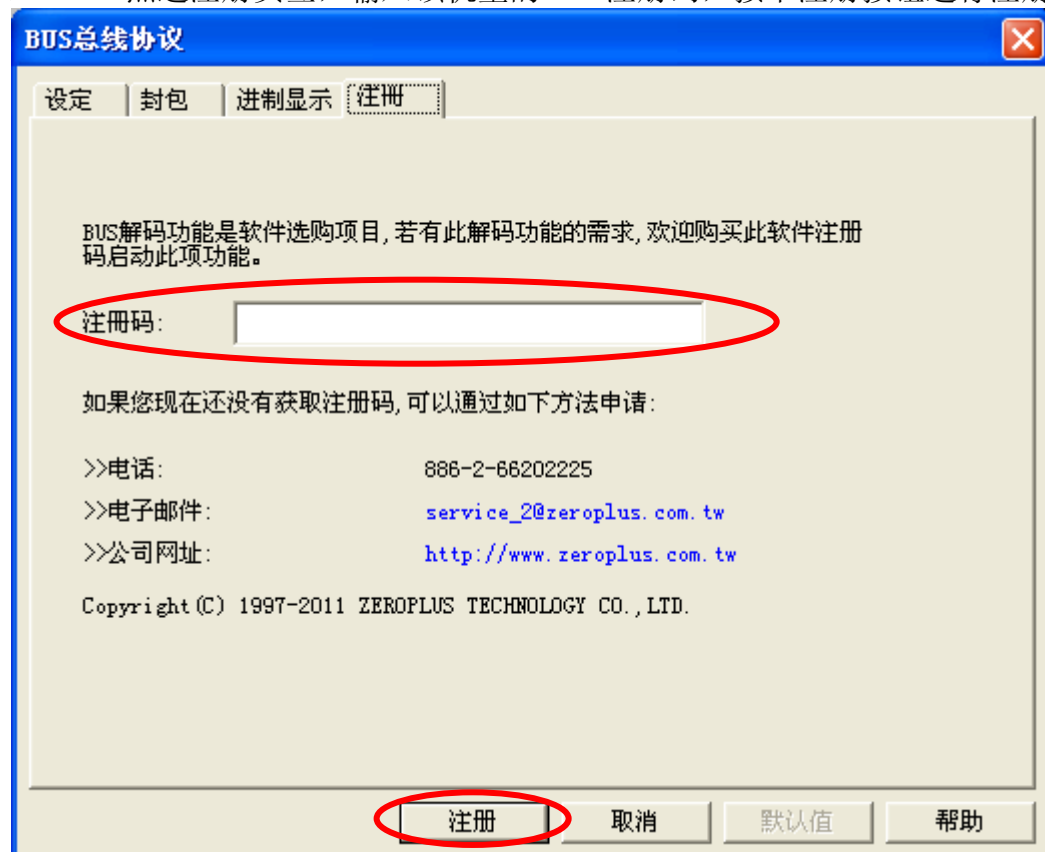 BUS总线协议
设定 封包 进制显示 注册
BUS解码功能是软件选购项目,若有此解码功能的需求,欢迎购买此软件注册
码启动此项功能。
注册码:
如果您现在还没有获取注册码,可以通过如下方法申请:
>>电话: 886-2-66202225
>>电子邮件: service_2@zeroplus.com.tw
>>公司网址: http://www.zeroplus.com.tw
Copyright(C) 1997-2011 ZEROPLUS TECHNOLOGY CO.,LTD.
注册 取消 默认值 帮助